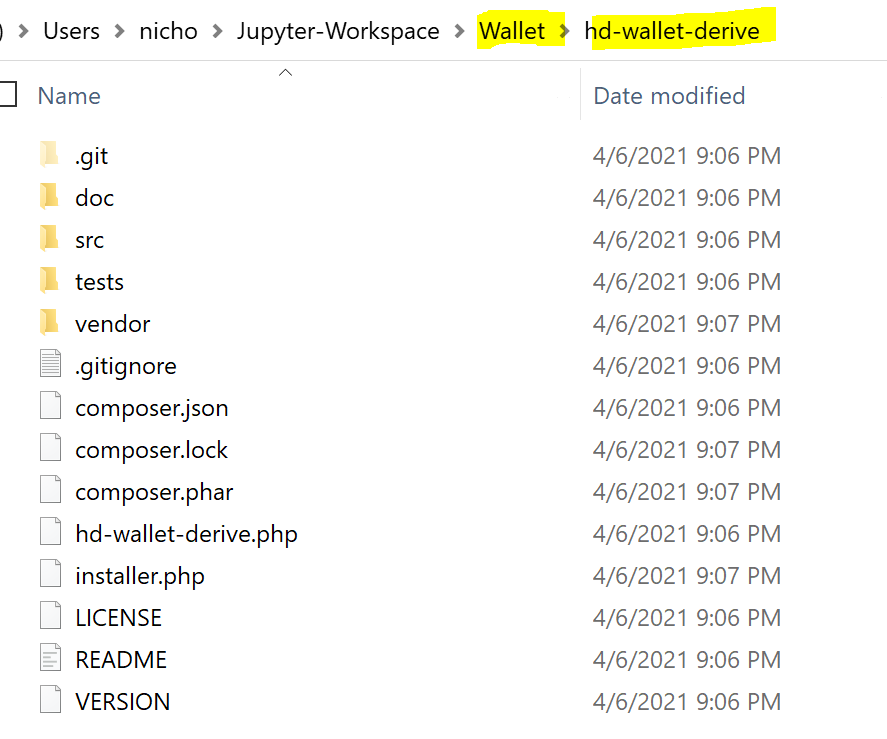 ) > Users > nicho > Jupyter-Workspace > Wallet > hd-wallet-derive
Name Date modified
.git 4/6/2021 9:06 PM
doc 4/6/2021 9:06 PM
src 4/6/2021 9:06 PM
tests 4/6/2021 9:06 PM
vendor 4/6/2021 9:07 PM
.gitignore 4/6/2021 9:06 PM
composer.json 4/6/2021 9:06 PM
composer.lock 4/6/2021 9:07 PM
composer.phar 4/6/2021 9:07 PM
hd-wallet-derive.php 4/6/2021 9:06 PM
installer.php 4/6/2021 9:07 PM
LICENSE 4/6/2021 9:06 PM
README 4/6/2021 9:06 PM
VERSION 4/6/2021 9:06 PM